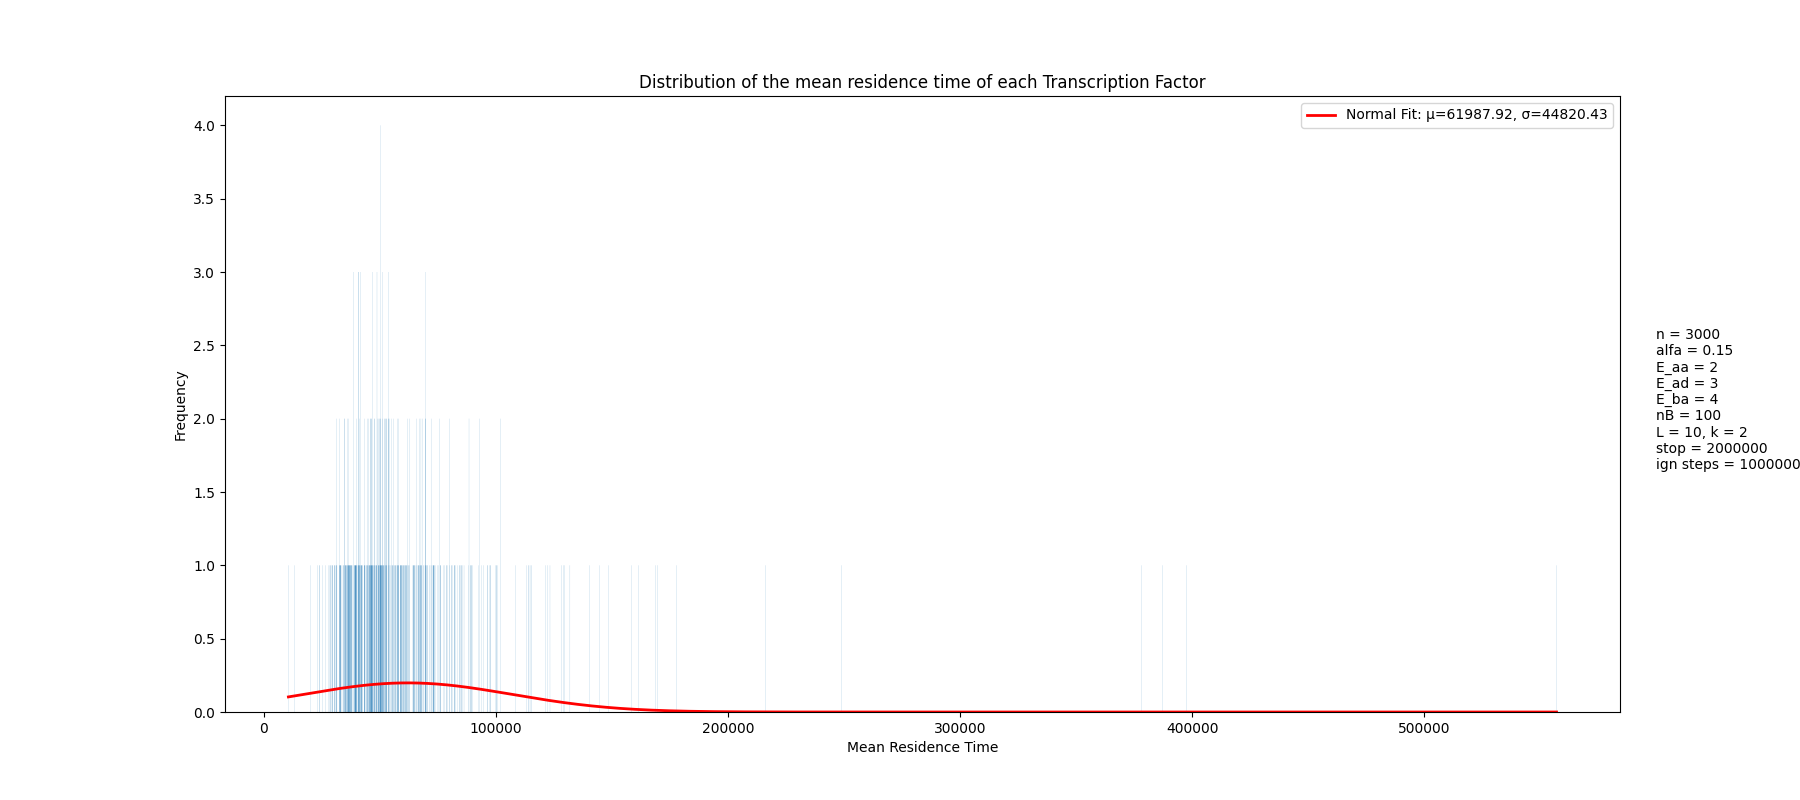 Distribution of the mean residence time of each Transcription Factor
Normal Fit: μ=61987.92, σ=44820.43
4.0
3.5
3.0
2.5
2.0
1.5
1.0
0.5
0.0
Frequency
0
100000
200000
300000
400000
500000
Mean Residence Time
n = 3000
alfa = 0.15
E_aa = 2
E_ad = 3
E_ba = 4
nB = 100
L = 10, k = 2
stop = 2000000
ign steps = 1000000